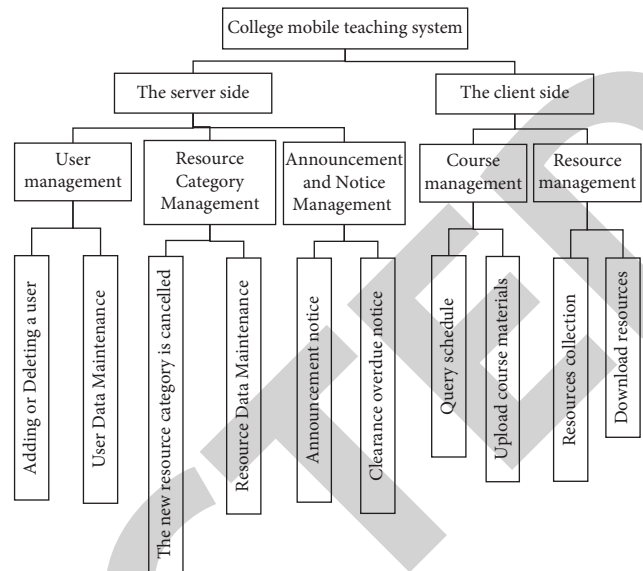 College mobile teaching system
The server side
The client side
User
management
Resource
Category
Management
Announcement
and Notice
Management
Course
management
Resource
management
Adding or Deleting a user
User Data Maintenance
The new resource category is cancelled
Resource Data Maintenance
Announcement notice
Clearance overdue notice
Query schedule
Upload course materials
Resources collection
Download resources